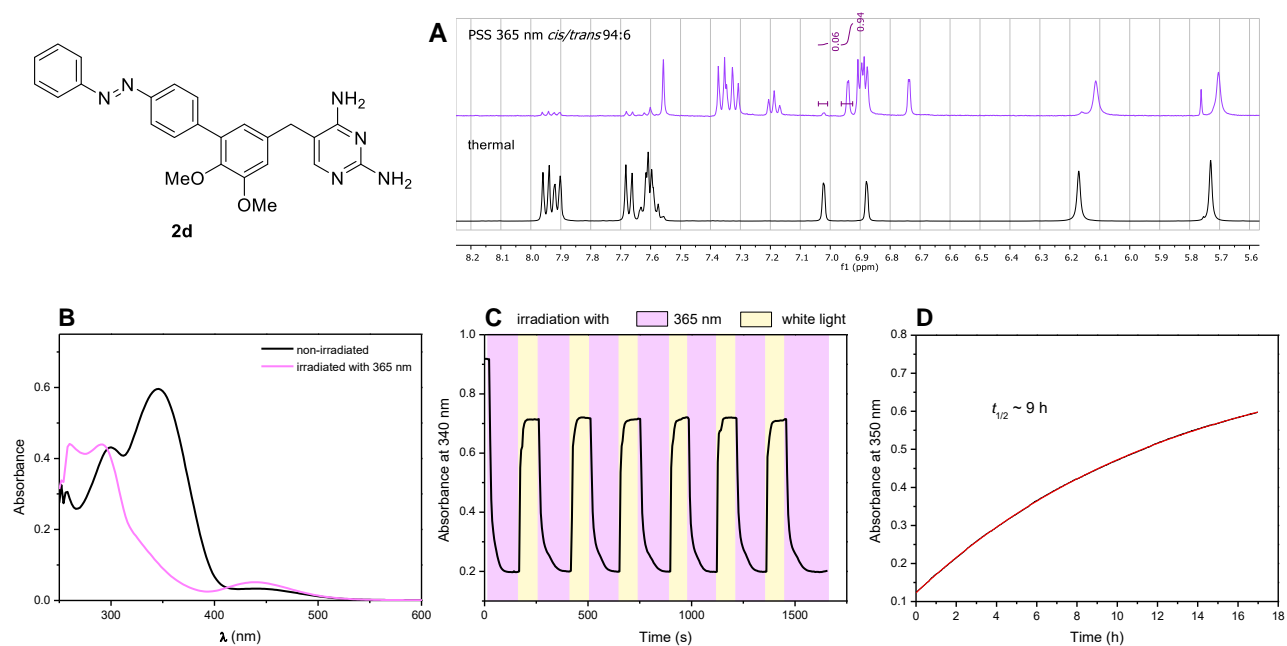 N
N
NH2
N
N
NH2
MeO
OMe
2d
A
PSS 365 nm cis/trans 94:6
0.06
0.94
thermal
8.2 8.1 8.0 7.9 7.8 7.7 7.6 7.5 7.4 7.3 7.2 7.1 7.0 6.9 6.8 6.7 6.6 6.5 6.4 6.3 6.2 6.1 6.0 5.9 5.8 5.7 5.6
f1 (ppm)
B
non-irradiated
irradiated with 365 nm
Absorbance
0.6
0.4
0.2
0.0
300 400 500 600
λ (nm)
C
irradiation with 365 nm white light
Absorbance at 340 nm
1.0
0.8
0.6
0.4
0.2
0 500 1000 1500
Time (s)
D
t1/2 ~ 9 h
Absorbance at 350 nm
0.8
0.7
0.6
0.5
0.4
0.3
0.2
0.1
0 2 4 6 8 10 12 14 16 18
Time (h)